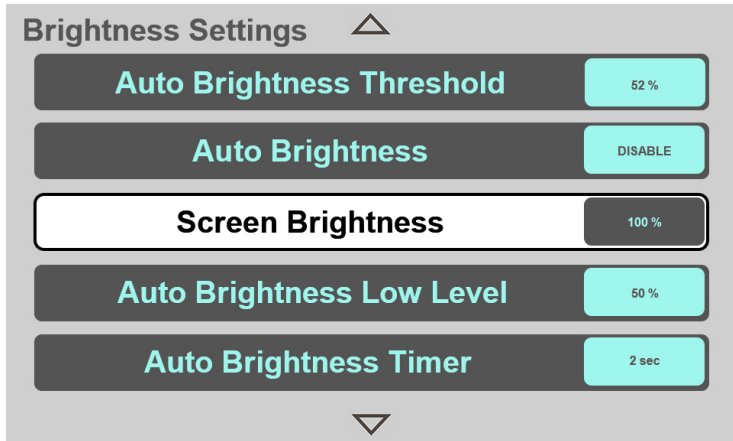 Brightness Settings
Auto Brightness Threshold 52 %
Auto Brightness DISABLE
Screen Brightness 100 %
Auto Brightness Low Level 50 %
Auto Brightness Timer 2 sec